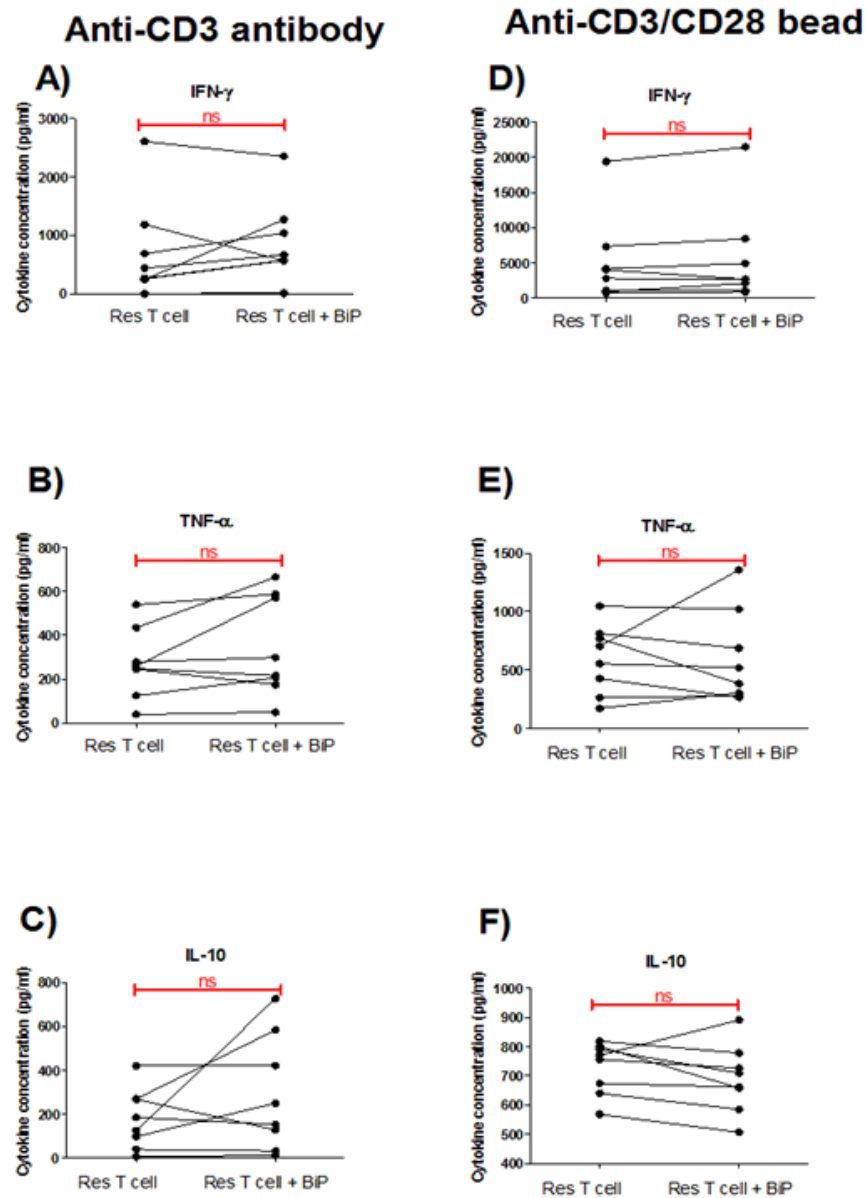 Anti-CD3 antibody
Anti-CD3/CD28 bead
A)
IFN-γ
ns
Cytokine concentration (pg/ml)
3000
2000
1000
0
Res T cell
Res T cell + BiP
D)
IFN-γ
ns
Cytokine concentration (pg/ml)
25000
20000
15000
10000
5000
0
Res T cell
Res T cell + BiP
B)
TNF-α.
ns
Cytokine concentration (pg/ml)
800
600
400
200
0
Res T cell
Res T cell + BiP
E)
TNF-α.
ns
Cytokine concentration (pg/ml)
1500
1000
500
0
Res T cell
Res T cell + BiP
C)
IL-10
ns
Cytokine concentration (pg/ml)
800
600
400
200
0
Res T cell
Res T cell + BiP
F)
IL-10
ns
Cytokine concentration (pg/ml)
1000
900
800
700
600
500
400
Res T cell
Res T cell + BiP